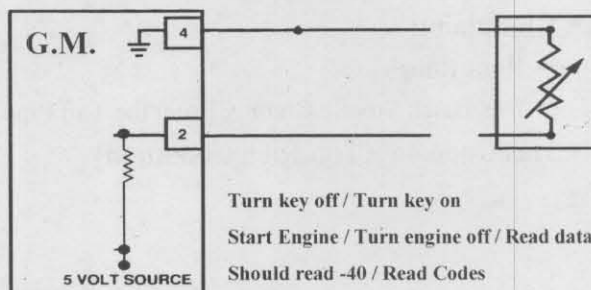 G.M.
4
2
5 VOLT SOURCE
Turn key off / Turn key on
Start Engine / Turn engine off / Read data
Should read -40 / Read Codes